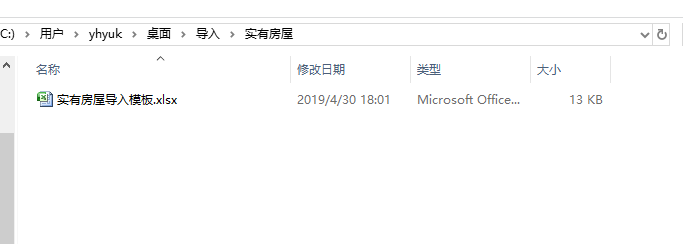 C:) > 用户 > yhyuk > 桌面 > 导入 > 实有房屋
名称 修改日期 类型 大小
实有房屋导入模板.xlsx 2019/4/30 18:01 Microsoft Office... 13 KB